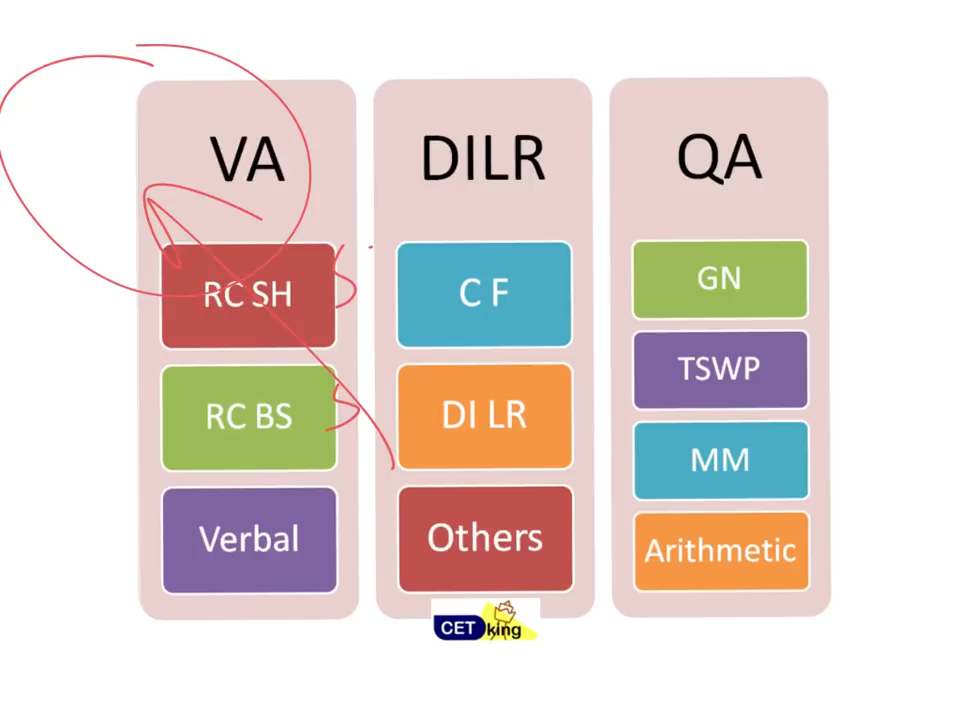 VA
RC SH
RC BS
Verbal
DILR
C F
DI LR
Others
QA
GN
TSWP
MM
Arithmetic
CET king